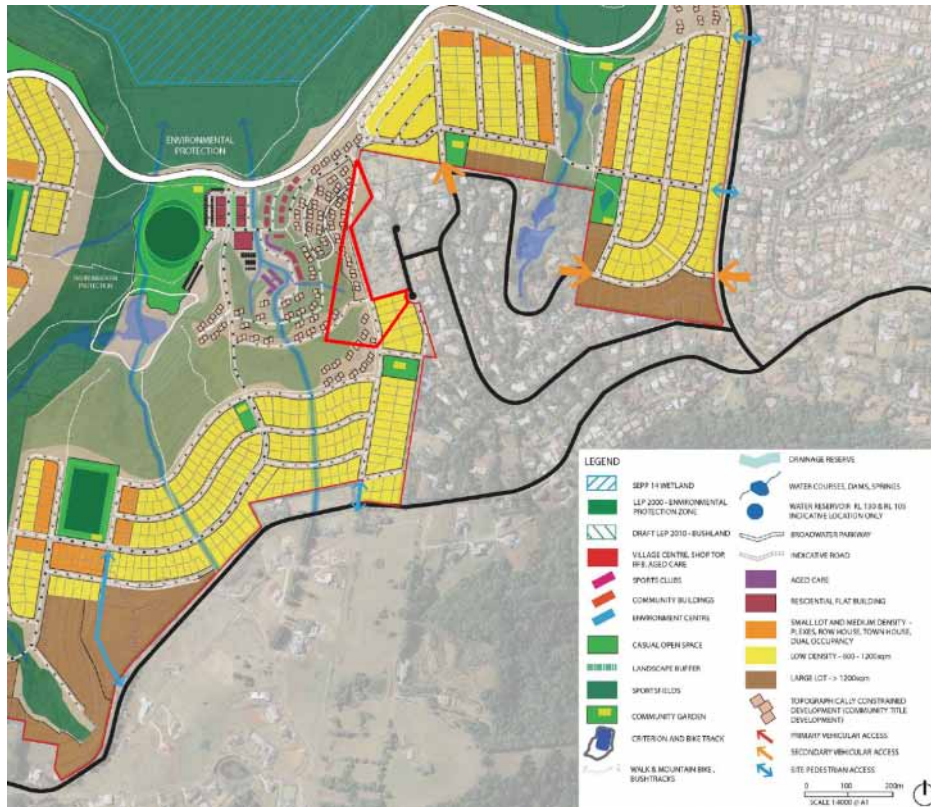 ENVIRONMENTAL
PROTECTION
ENVIRONMENTAL
PROTECTION
LEGEND
SEPP 14 WETLAND
LEP 2000 - ENVIRONMENTAL
PROTECTION ZONE
DRAFT LEP 2010 - BUSHLAND
VILLAGE CENTRE, SHOP TOP
RFB, AGED CARE
SPORTS CLUBS
COMMUNITY BUILDINGS
ENVIRONMENT CENTRE
CASUAL OPEN SPACE
LANDSCAPE BUFFER
SPORTSFIELDS
COMMUNITY GARDEN
CRITERION AND BIKE TRACK
WALK & MOUNTAIN BIKE,
BUSHTRACKS
DRAINAGE RESERVE
WATER COURSES, DAMS, SPRINGS
WATER RESERVOIR RL 130 & RL 105
INDICATIVE LOCATION ONLY
BROADWATER PARKWAY
INDICATIVE ROAD
AGED CARE
RESIDENTIAL FLAT BUILDING
SMALL LOT AND MEDIUM DENSITY -
PLEXES, ROW HOUSE, TOWN HOUSE,
DUAL OCCUPANCY
LOW DENSITY - 600 - 1200sqm
LARGE LOT - > 1200sqm
TOPOGRAPHICALLY CONSTRAINED
DEVELOPMENT (COMMUNITY TITLE
DEVELOPMENT)
PRIMARY VEHICULAR ACCESS
SECONDARY VEHICULAR ACCESS
SITE PEDESTRIAN ACCESS
0 100 200m
SCALE 1:4000 @ A1